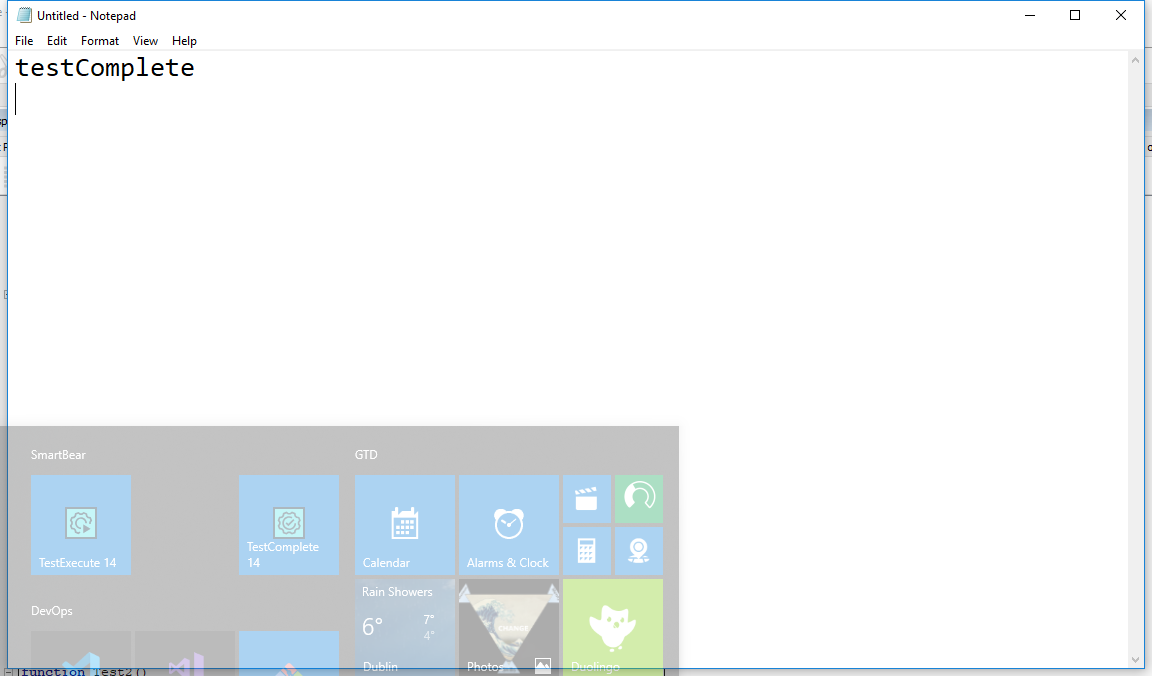 Untitled - Notepad
File Edit Format View Help
testComplete
SmartBear
GTD
TestExecute 14
TestComplete
14
Calendar
Alarms & Clock
DevOps
Rain Showers
6°
7°
4°
Dublin
CHANGE
Photos
Duolingo
function Test2()